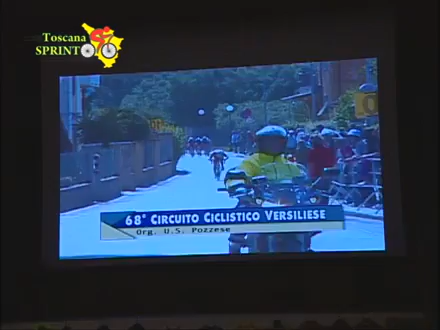 Toscana
SPRINT
68° CIRCUITO CICLISTICO VERSILIESE
Org. U.S. Pozzese